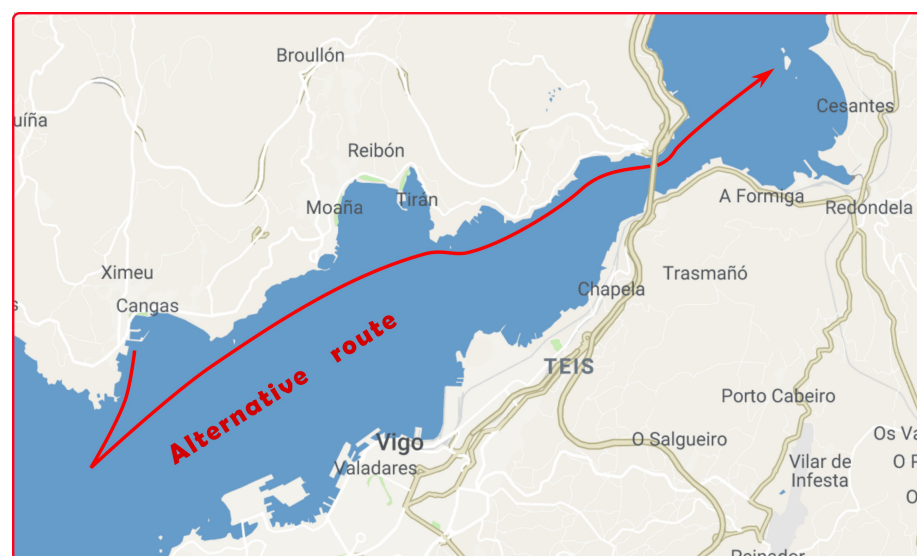 Broullón
Cesantes
uíña
Reibón
Tirán
Moaña
A Formiga
Redondela
Ximeu
Trasmañó
Chapela
Cangas
Alternative route
TEIS
Porto Cabeiro
Vigo
O Salgueiro
Os Va
Valadares
Vilar de
Infesta
O